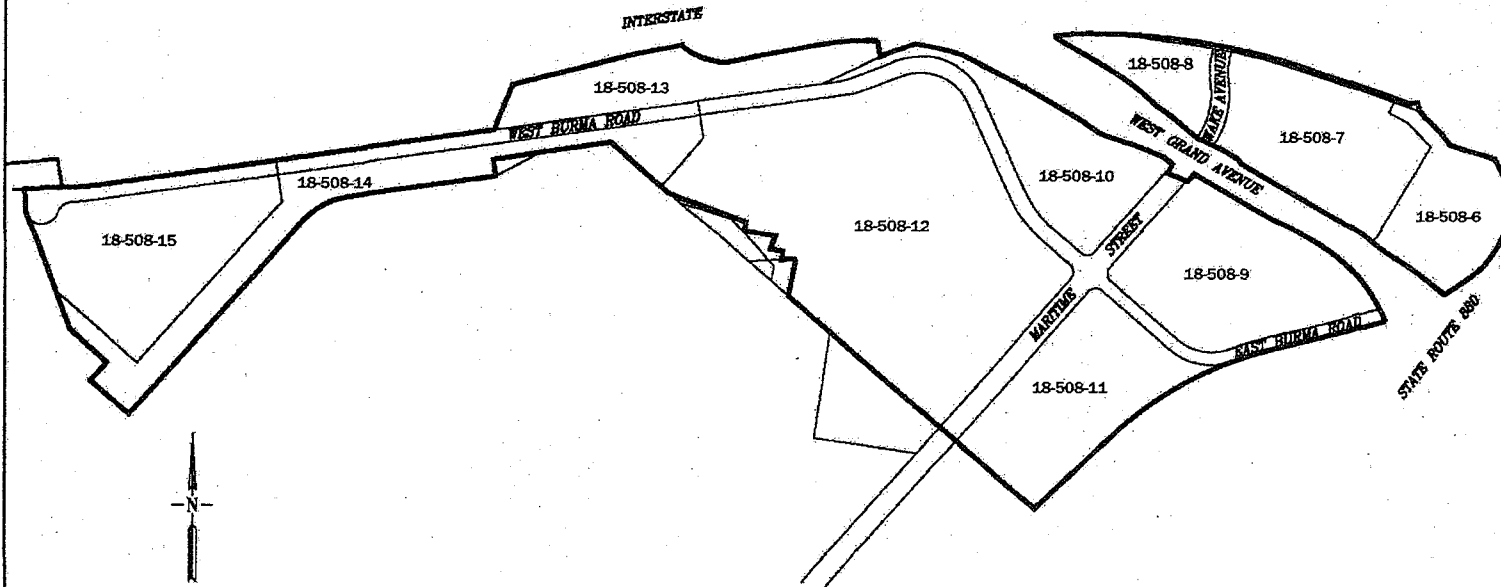 INTERSTATE
18-508-8
WAKE AVENUE
18-508-13
WEST BURMA ROAD
WEST GRAND AVENUE
18-508-7
18-508-14
18-508-10
18-508-6
18-508-15
18-508-12
STREET
18-508-9
MARITIME
EAST BURMA ROAD
STATE ROUTE 880
18-508-11
N